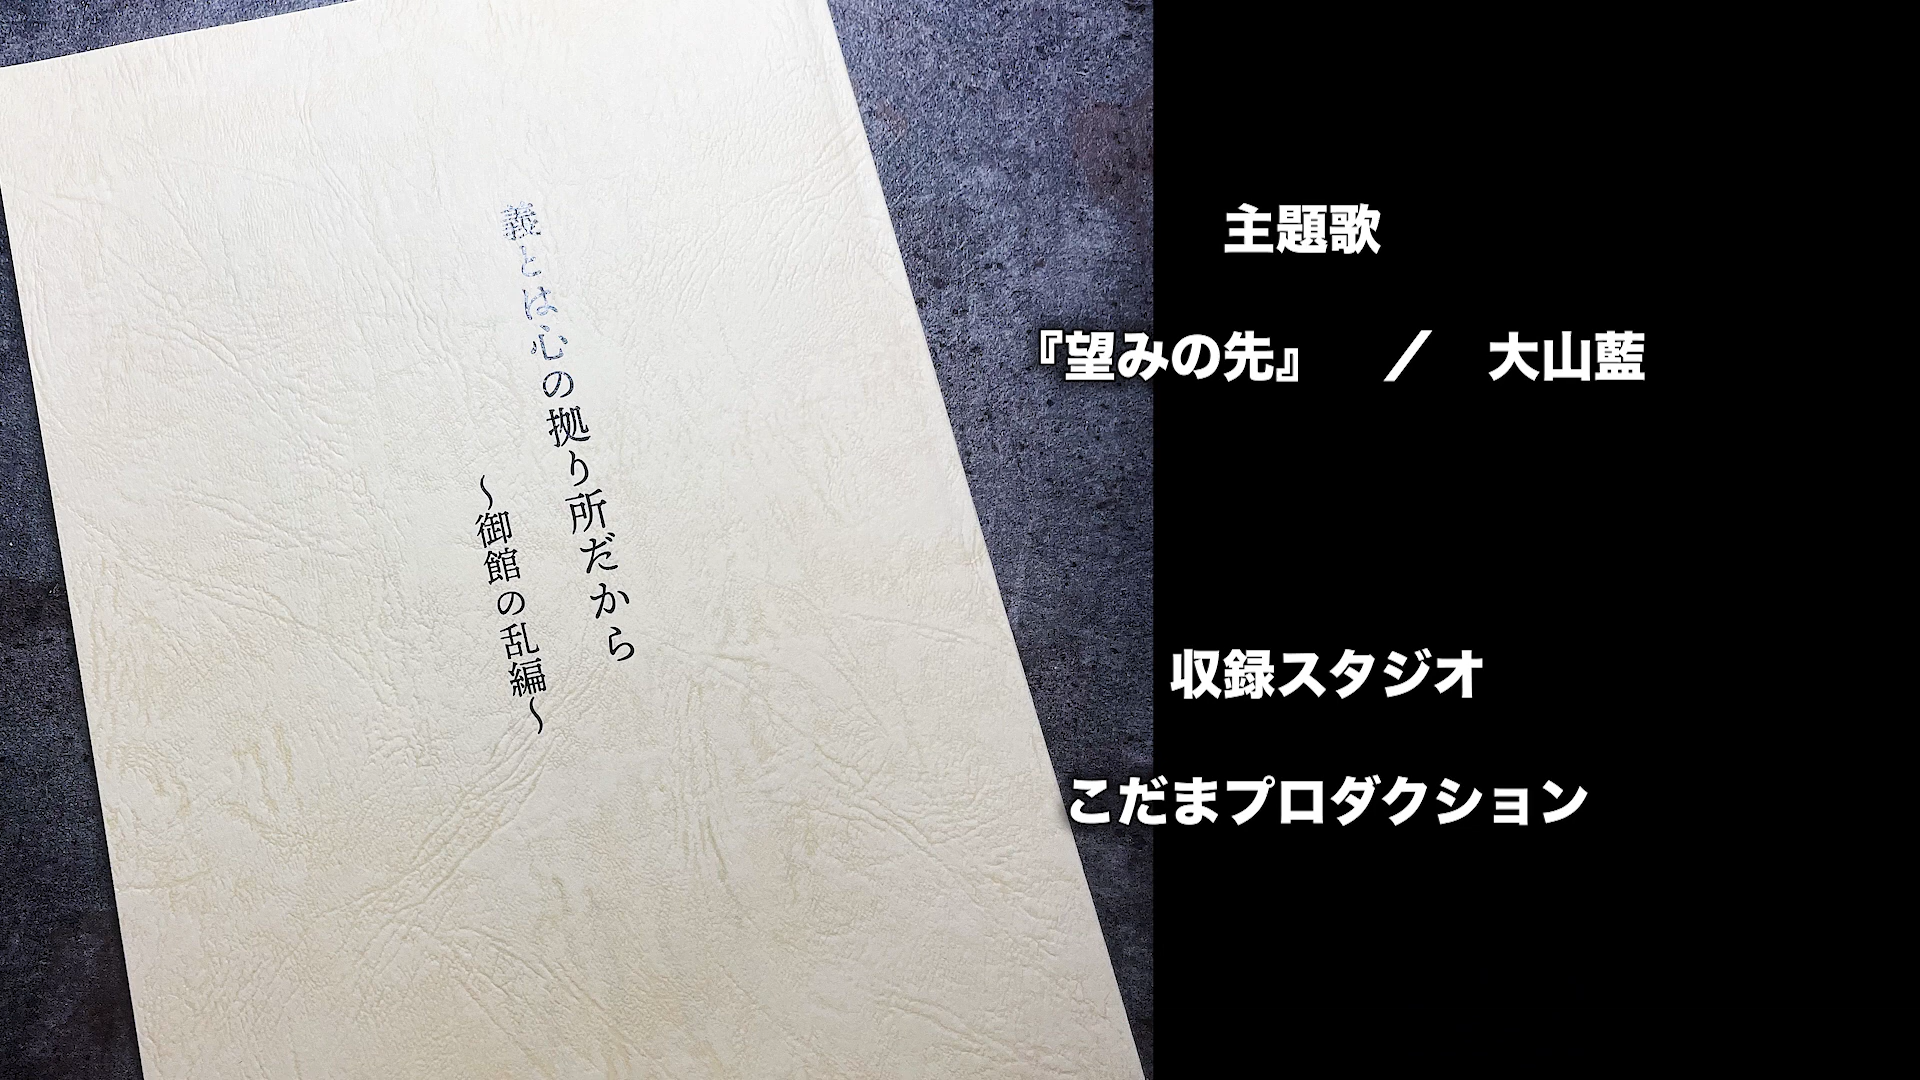 義とは心の拠り所だから
～御館の乱編～
主題歌
『望みの先』　／　大山藍
収録スタジオ
こだまプロダクション